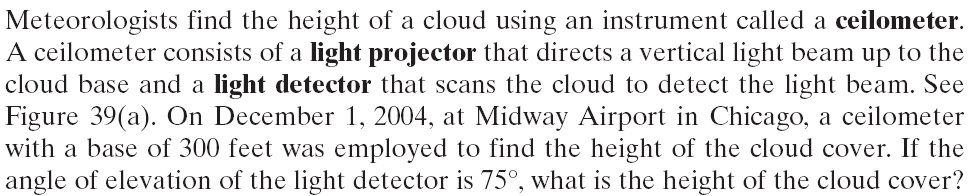 Meteorologists find the height of a cloud using an instrument called a ceilometer.
A ceilometer consists of a light projector that directs a vertical light beam up to the
cloud base and a light detector that scans the cloud to detect the light beam. See
Figure 39(a). On December 1, 2004, at Midway Airport in Chicago, a ceilometer
with a base of 300 feet was employed to find the height of the cloud cover. If the
angle of elevation of the light detector is 75°, what is the height of the cloud cover?